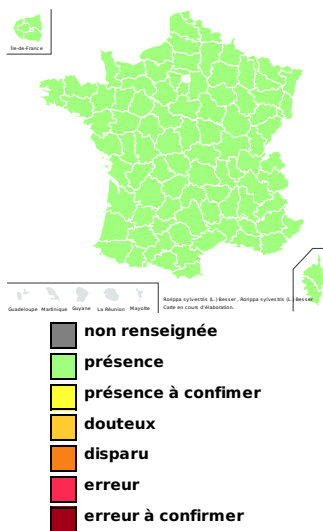 Île-de-France
Guadeloupe Martinique Guyane La Réunion Mayotte
Rorippa sylvestris (L.) Besser , Rorippa sylvestris (L.) Besser
Carte en cours d'élaboration.
non renseignée
présence
présence à confimer
douteux
disparu
erreur
erreur à confirmer